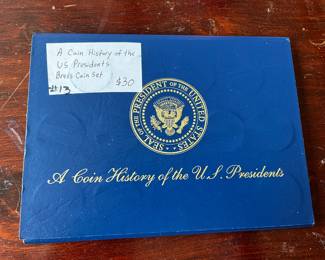 A Coin History of the
US Presidents
Brass Coin Set
$30
#13
SEAL OF THE PRESIDENT OF THE UNITED STATES
A Coin History of the U.S. Presidents